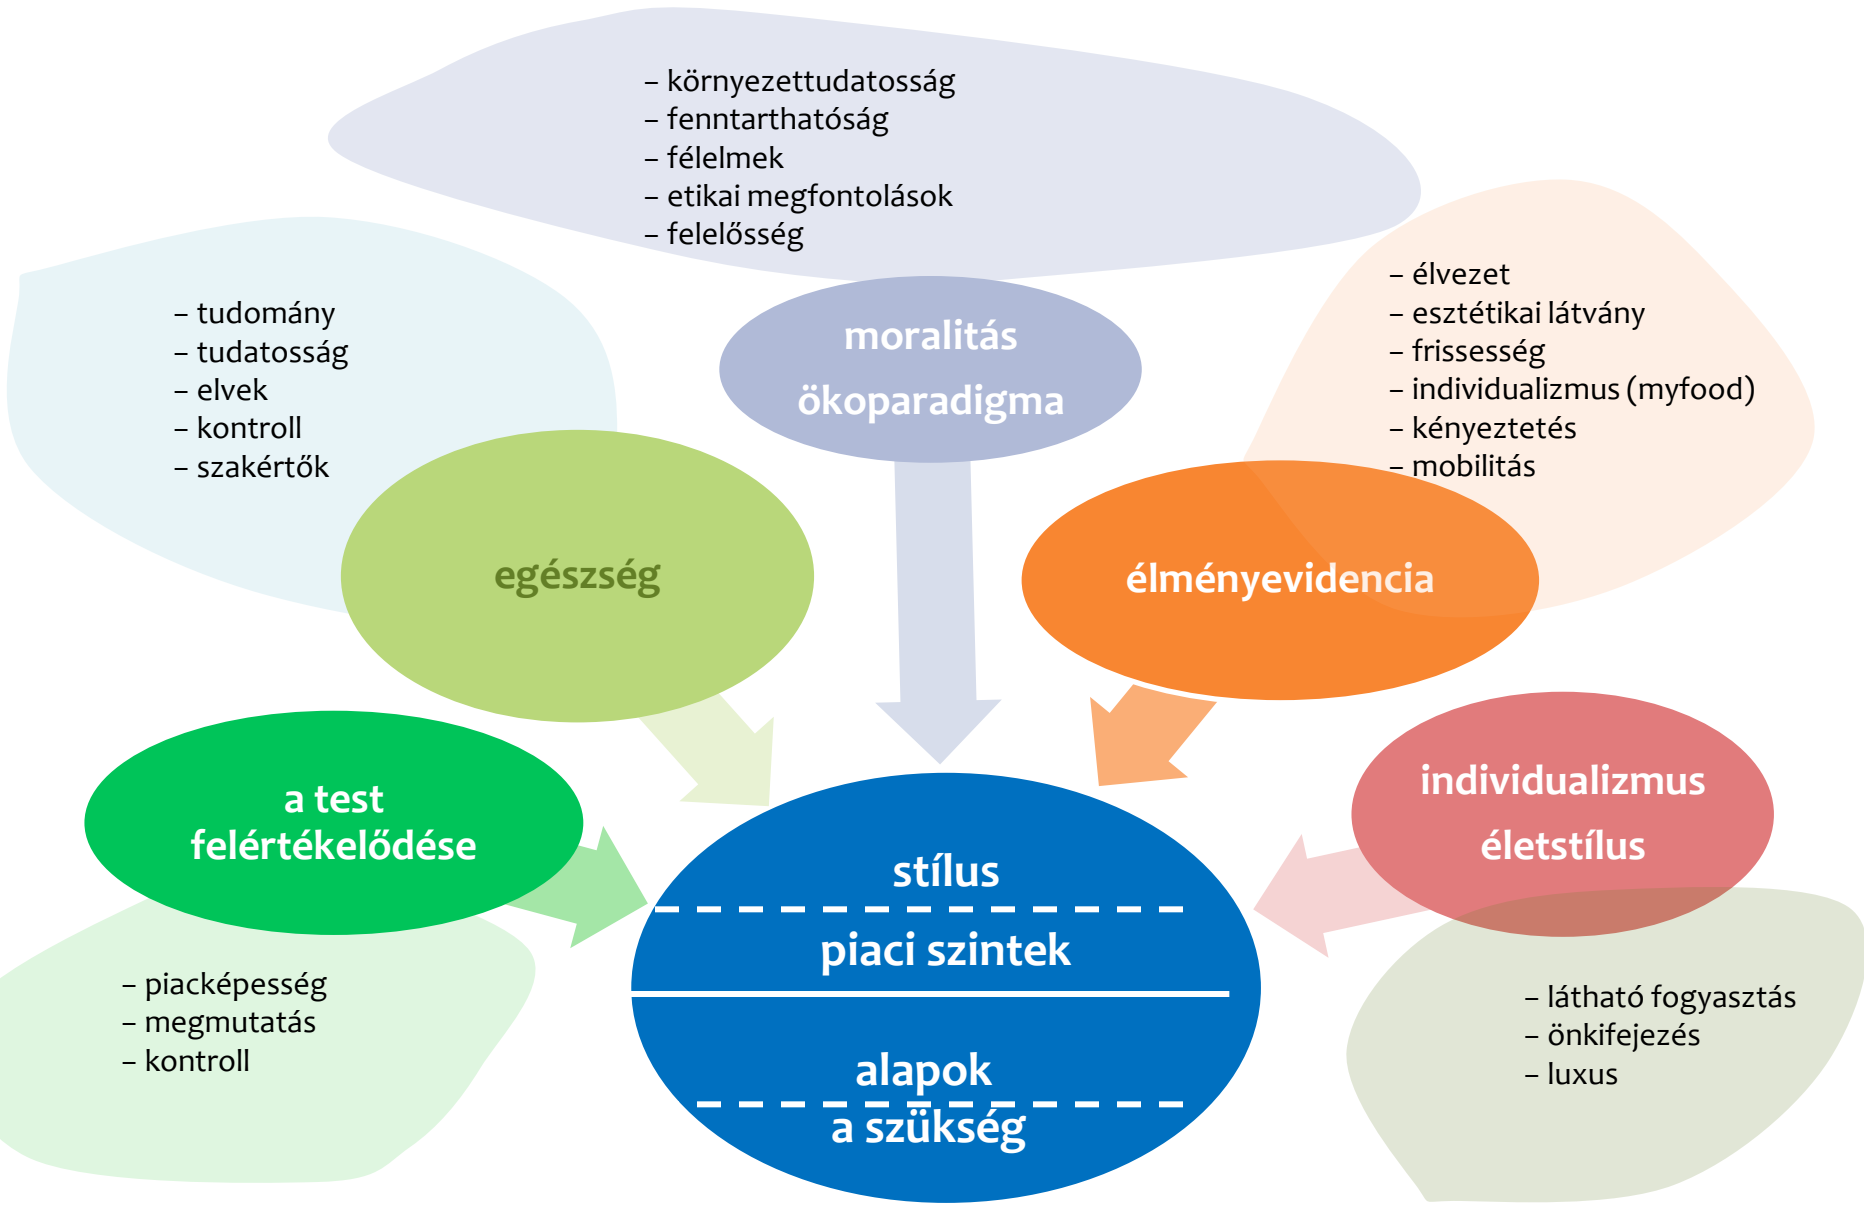 – környezettudatosság
– fenntarthatóság
– félelmek
– etikai megfontolások
– felelősség
– tudomány
– tudatosság
– elvek
– kontroll
– szakértők
moralitás
ökoparadigma
– élvezet
– esztétikai látvány
– frissesség
– individualizmus (myfood)
– kényeztetés
– mobilitás
egészség
élményevidencia
a test
felértékelődése
individualizmus
életstílus
stílus
piaci szintek
alapok
a szükség
– piacképesség
– megmutatás
– kontroll
– látható fogyasztás
– önkifejezés
– luxus